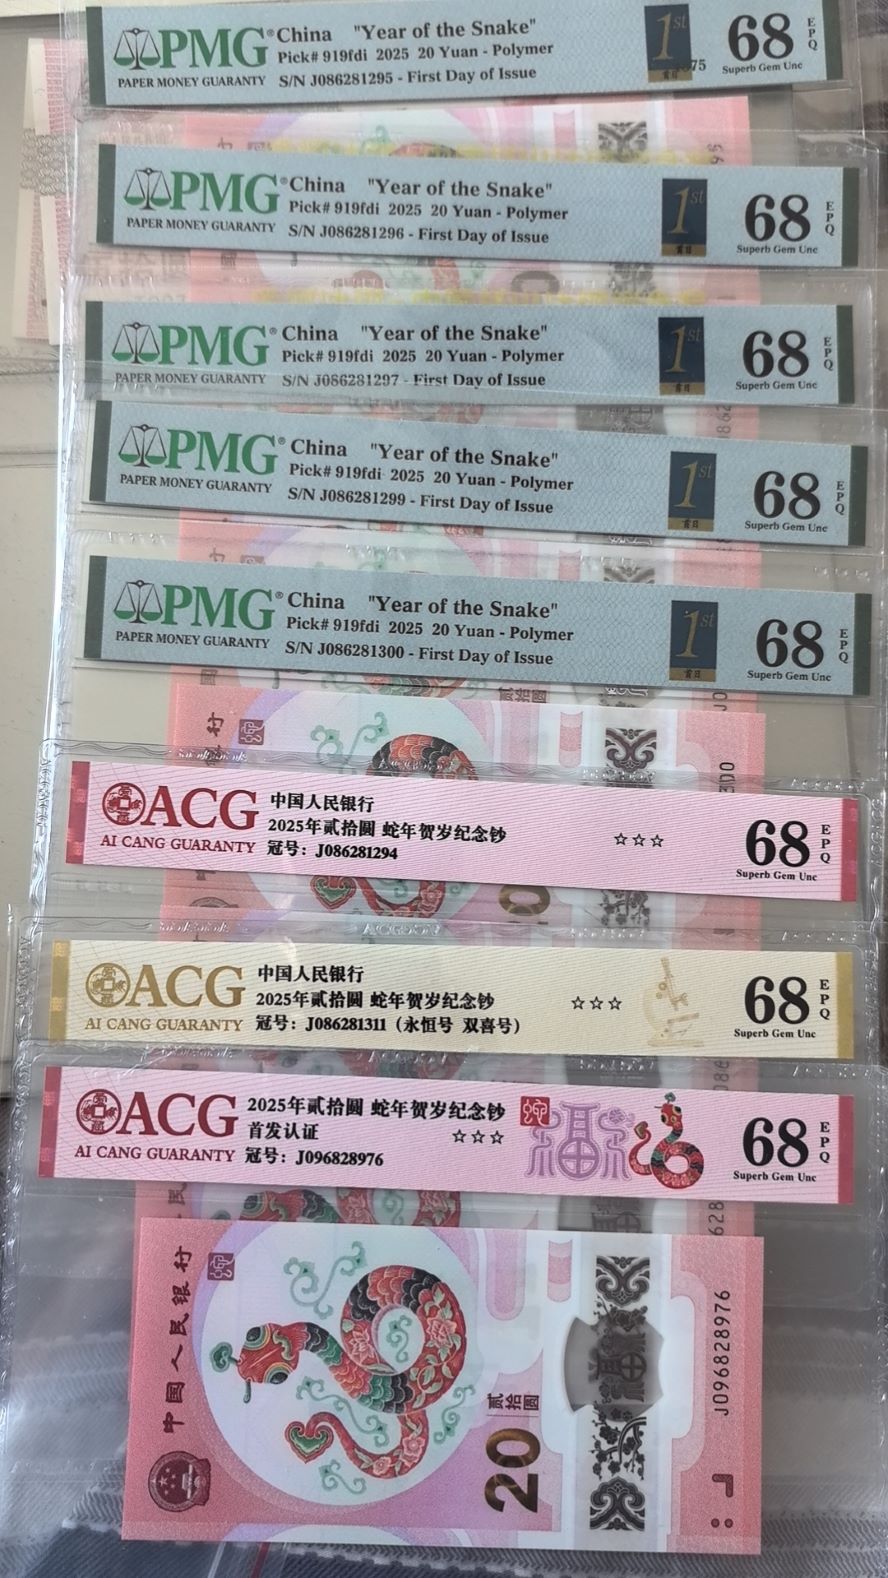 PMG® China "Year of the Snake" 1st 68 EPQ
Pick# 919fdi 2025 20 Yuan - Polymer
PAPER MONEY GUARANTY S/N J086281295 - First Day of Issue 首日 Superb Gem Unc
PMG® China "Year of the Snake" 1st 68 EPQ
Pick# 919fdi 2025 20 Yuan - Polymer
PAPER MONEY GUARANTY S/N J086281296 - First Day of Issue 首日 Superb Gem Unc
PMG® China "Year of the Snake" 1st 68 EPQ
Pick# 919fdi 2025 20 Yuan - Polymer
PAPER MONEY GUARANTY S/N J086281297 - First Day of Issue 首日 Superb Gem Unc
PMG® China "Year of the Snake" 1st 68 EPQ
Pick# 919fdi 2025 20 Yuan - Polymer
PAPER MONEY GUARANTY S/N J086281299 - First Day of Issue 首日 Superb Gem Unc
PMG® China "Year of the Snake" 1st 68 EPQ
Pick# 919fdi 2025 20 Yuan - Polymer
PAPER MONEY GUARANTY S/N J086281300 - First Day of Issue 首日 Superb Gem Unc
贰拾圆
ACG 中国人民银行 68 EPQ
2025年贰拾圆 蛇年贺岁纪念钞 ☆☆☆
AI CANG GUARANTY 冠号：J086281294 Superb Gem Unc
ACG 中国人民银行 68 EPQ
2025年贰拾圆 蛇年贺岁纪念钞 ☆☆☆
AI CANG GUARANTY 冠号：J086281311（永恒号 双喜号） Superb Gem Unc
ACG 2025年贰拾圆 蛇年贺岁纪念钞 福 68 EPQ
首发认证 ☆☆☆
AI CANG GUARANTY 冠号：J096828976 Superb Gem Unc
中国人民银行
贰拾圆
20
福
J096828976